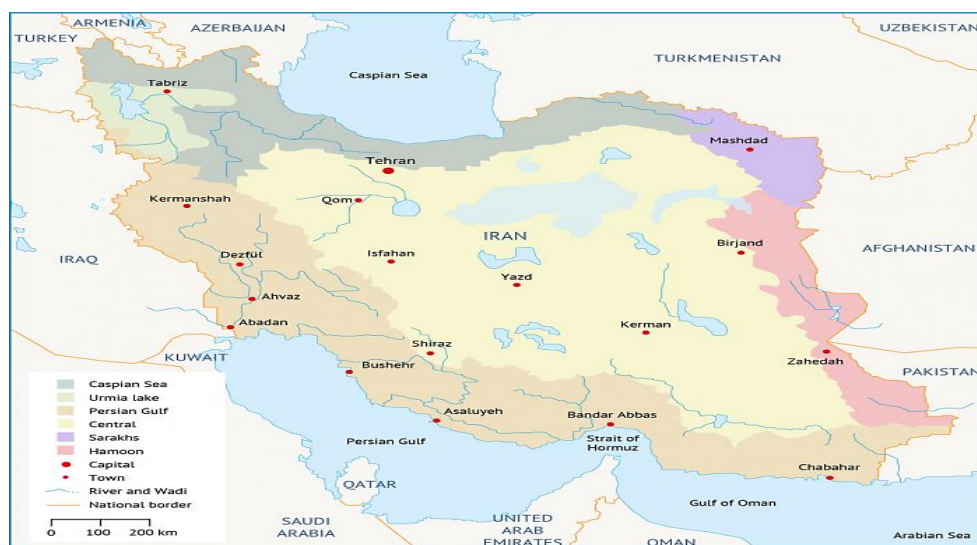 ARMENIA
AZERBAIJAN
TURKEY
UZBEKISTAN
TURKMENISTAN
Caspian Sea
Tabriz
Mashdad
Tehran
Qom
Kermanshah
IRAN
Birjand
AFGHANISTAN
IRAQ
Dezfūl
Isfahan
Yazd
Ahvaz
Abadan
Kerman
Shiraz
KUWAIT
Bushehr
Zahedah
PAKISTAN
Asaluyeh
Bandar Abbas
Persian Gulf
Strait of
Hormuz
Chabahar
QATAR
Gulf of Oman
SAUDI
ARABIA
UNITED
ARAB
EMIRATES
OMAN
Arabian Sea
Caspian Sea
Urmia lake
Persian Gulf
Central
Sarakhs
Hamoon
Capital
Town
River and Wadi
National border
0 100 200 km